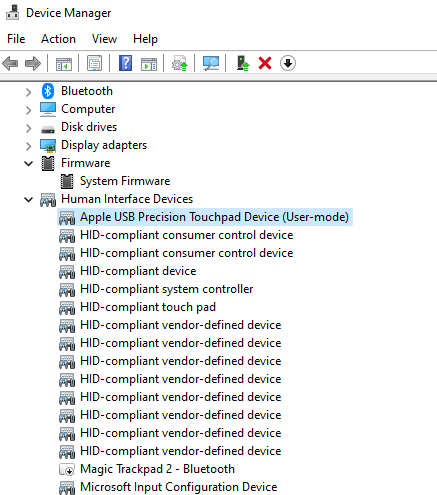 Device Manager
File Action View Help
Bluetooth
Computer
Disk drives
Display adapters
Firmware
System Firmware
Human Interface Devices
Apple USB Precision Touchpad Device (User-mode)
HID-compliant consumer control device
HID-compliant consumer control device
HID-compliant device
HID-compliant system controller
HID-compliant touch pad
HID-compliant vendor-defined device
HID-compliant vendor-defined device
HID-compliant vendor-defined device
HID-compliant vendor-defined device
HID-compliant vendor-defined device
HID-compliant vendor-defined device
HID-compliant vendor-defined device
HID-compliant vendor-defined device
Magic Trackpad 2 - Bluetooth
Microsoft Input Configuration Device